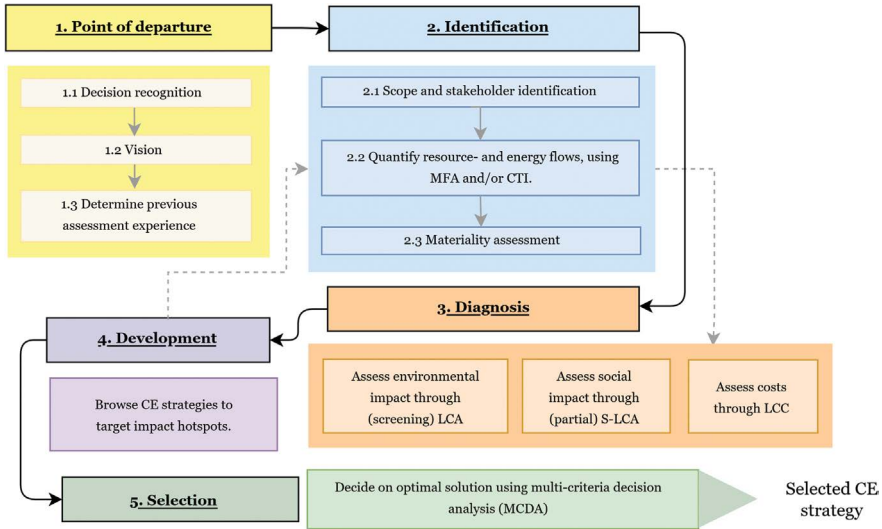 1. Point of departure
2. Identification
1.1 Decision recognition
1.2 Vision
1.3 Determine previous
assessment experience
2.1 Scope and stakeholder identification
2.2 Quantify resource- and energy flows, using
MFA and/or CTI.
2.3 Materiality assessment
3. Diagnosis
Assess environmental
impact through
(screening) LCA
Assess social
impact through
(partial) S-LCA
Assess costs
through LCC
4. Development
Browse CE strategies to
target impact hotspots.
5. Selection
Decide on optimal solution using multi-criteria decision
analysis (MCDA)
Selected CE
strategy